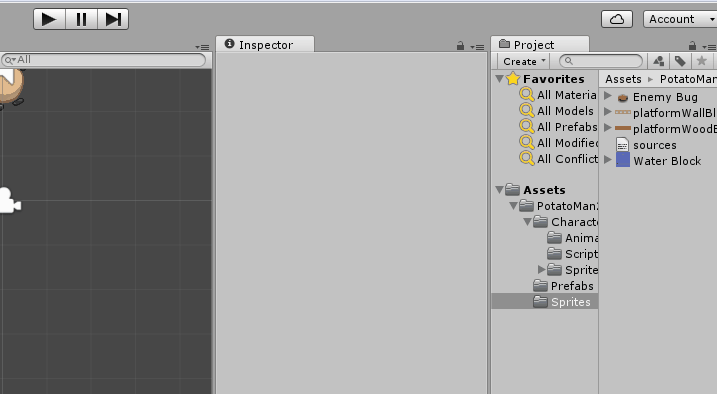 Account
All
Inspector
Project
Create
Favorites
Assets ▸ PotatoMan
All Materia
Enemy Bug
All Models
platformWallBl
All Prefabs
platformWoodB
All Modified
sources
All Conflict
Water Block
Assets
PotatoMan2
Characte
Anima
Script
Sprite
Prefabs
Sprites